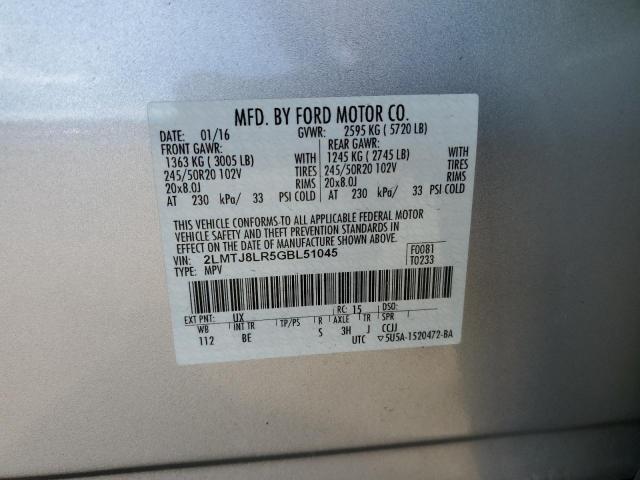 MFD. BY FORD MOTOR CO.
DATE: 01/16 GVWR: 2595 KG ( 5720 LB)
FRONT GAWR: REAR GAWR:
1363 KG ( 3005 LB) WITH 1245 KG ( 2745 LB) WITH
245/50R20 102V TIRES 245/50R20 102V TIRES
20x8.0J RIMS 20x8.0J RIMS
AT 230 kPa/ 33 PSI COLD AT 230 kPa/ 33 PSI COLD
THIS VEHICLE CONFORMS TO ALL APPLICABLE FEDERAL MOTOR
VEHICLE SAFETY AND THEFT PREVENTION STANDARDS IN
EFFECT ON THE DATE OF MANUFACTURE SHOWN ABOVE.
VIN: 2LMTJ8LR5GBL51045 F0081
TYPE: MPV T0233
EXT PNT: UX RC: 15 DSO:
WB INT TR TP/PS R AXLE TR SPR
112 BE S 3H J CCJJ
UTC ▽5U5A-1520472-BA